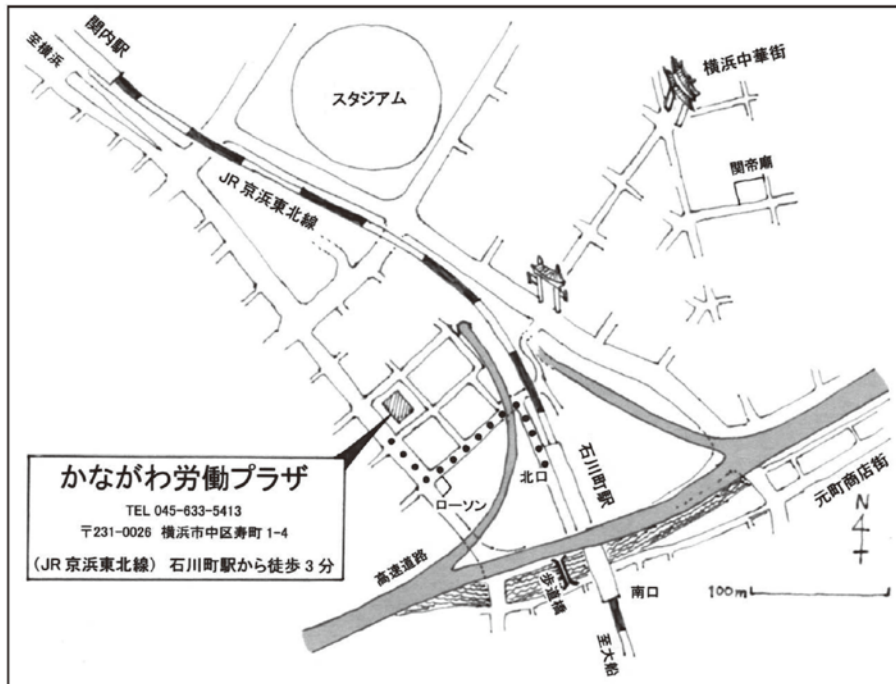 至横浜
関内駅
スタジアム
横浜中華街
関帝廟
JR京浜東北線
かながわ労働プラザ
TEL 045-633-5413
〒231-0026 横浜市中区寿町 1-4
(JR 京浜東北線) 石川町駅から徒歩 3 分
ローソン
北口
石川町駅
元町商店街
N
100m
高速道路
歩道橋
南口
至大船